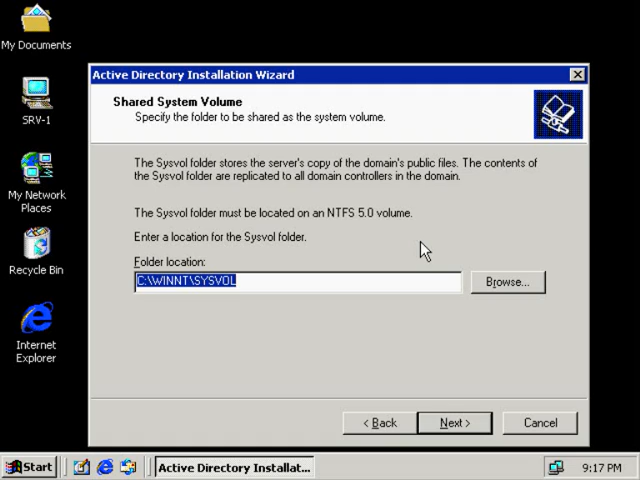 My Documents
SRV-1
My Network
Places
Recycle Bin
Internet
Explorer
Active Directory Installation Wizard
Shared System Volume
Specify the folder to be shared as the system volume.
The Sysvol folder stores the server's copy of the domain's public files. The contents of
the Sysvol folder are replicated to all domain controllers in the domain.
The Sysvol folder must be located on an NTFS 5.0 volume.
Enter a location for the Sysvol folder.
Folder location:
C:\WINNT\SYSVOL
Browse...
< Back
Next >
Cancel
Start
Active Directory Installat...
9:17 PM